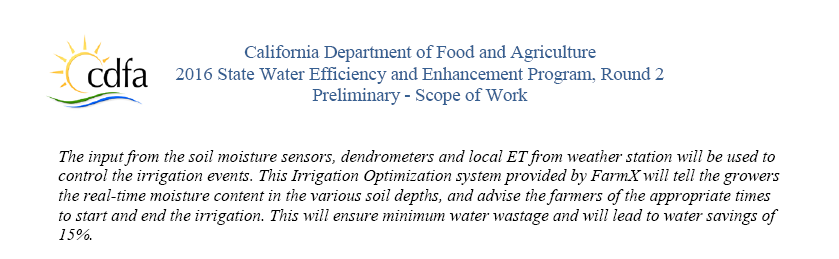 cdfa
California Department of Food and Agriculture
2016 State Water Efficiency and Enhancement Program, Round 2
Preliminary - Scope of Work
The input from the soil moisture sensors, dendrometers and local ET from weather station will be used to
control the irrigation events. This Irrigation Optimization system provided by FarmX will tell the growers
the real-time moisture content in the various soil depths, and advise the farmers of the appropriate times
to start and end the irrigation. This will ensure minimum water wastage and will lead to water savings of
15%.